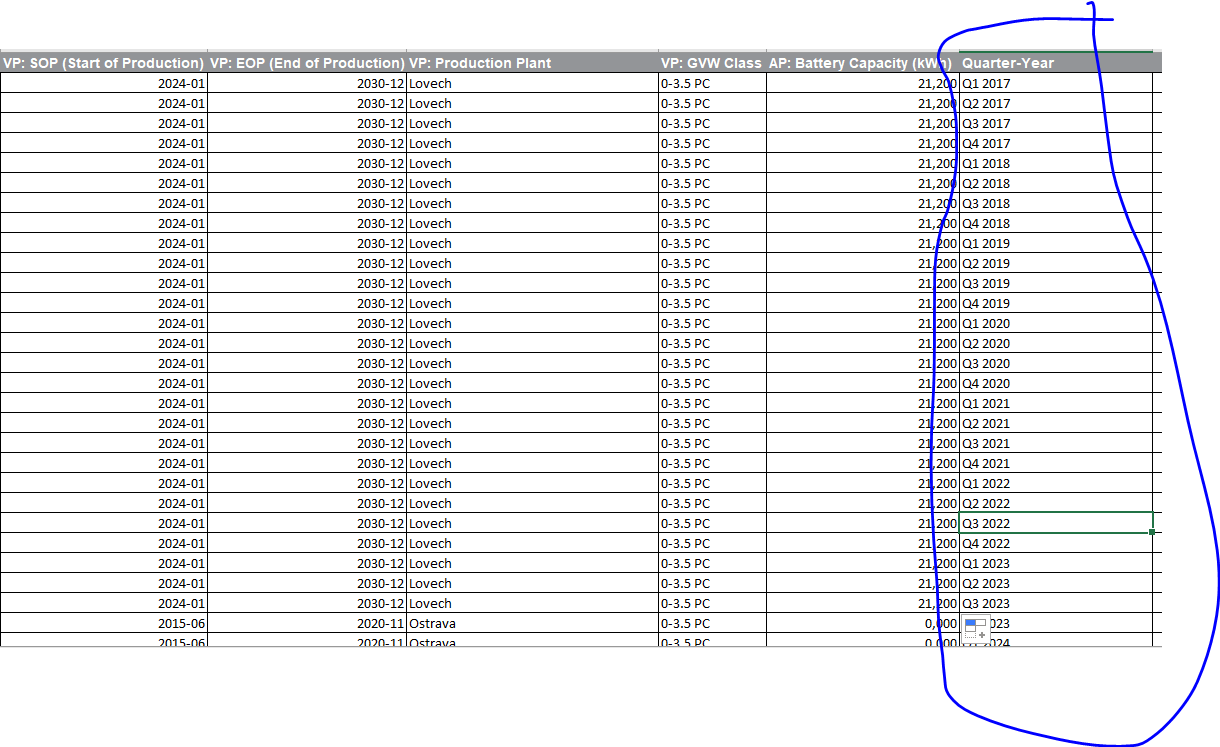 VP: SOP (Start of Production) VP: EOP (End of Production) VP: Production Plant VP: GVW Class AP: Battery Capacity (kWh) Quarter-Year
2024-01 2030-12 Lovech 0-3.5 PC 21,200 Q1 2017
2024-01 2030-12 Lovech 0-3.5 PC 21,200 Q2 2017
2024-01 2030-12 Lovech 0-3.5 PC 21,200 Q3 2017
2024-01 2030-12 Lovech 0-3.5 PC 21,200 Q4 2017
2024-01 2030-12 Lovech 0-3.5 PC 21,200 Q1 2018
2024-01 2030-12 Lovech 0-3.5 PC 21,200 Q2 2018
2024-01 2030-12 Lovech 0-3.5 PC 21,200 Q3 2018
2024-01 2030-12 Lovech 0-3.5 PC 21,200 Q4 2018
2024-01 2030-12 Lovech 0-3.5 PC 21,200 Q1 2019
2024-01 2030-12 Lovech 0-3.5 PC 21,200 Q2 2019
2024-01 2030-12 Lovech 0-3.5 PC 21,200 Q3 2019
2024-01 2030-12 Lovech 0-3.5 PC 21,200 Q4 2019
2024-01 2030-12 Lovech 0-3.5 PC 21,200 Q1 2020
2024-01 2030-12 Lovech 0-3.5 PC 21,200 Q2 2020
2024-01 2030-12 Lovech 0-3.5 PC 21,200 Q3 2020
2024-01 2030-12 Lovech 0-3.5 PC 21,200 Q4 2020
2024-01 2030-12 Lovech 0-3.5 PC 21,200 Q1 2021
2024-01 2030-12 Lovech 0-3.5 PC 21,200 Q2 2021
2024-01 2030-12 Lovech 0-3.5 PC 21,200 Q3 2021
2024-01 2030-12 Lovech 0-3.5 PC 21,200 Q4 2021
2024-01 2030-12 Lovech 0-3.5 PC 21,200 Q1 2022
2024-01 2030-12 Lovech 0-3.5 PC 21,200 Q2 2022
2024-01 2030-12 Lovech 0-3.5 PC 21,200 Q3 2022
2024-01 2030-12 Lovech 0-3.5 PC 21,200 Q4 2022
2024-01 2030-12 Lovech 0-3.5 PC 21,200 Q1 2023
2024-01 2030-12 Lovech 0-3.5 PC 21,200 Q2 2023
2024-01 2030-12 Lovech 0-3.5 PC 21,200 Q3 2023
2015-06 2020-11 Ostrava 0-3.5 PC 0,000 023
2015-06 2020-11 Ostrava 0-3.5 PC 0,000 2024